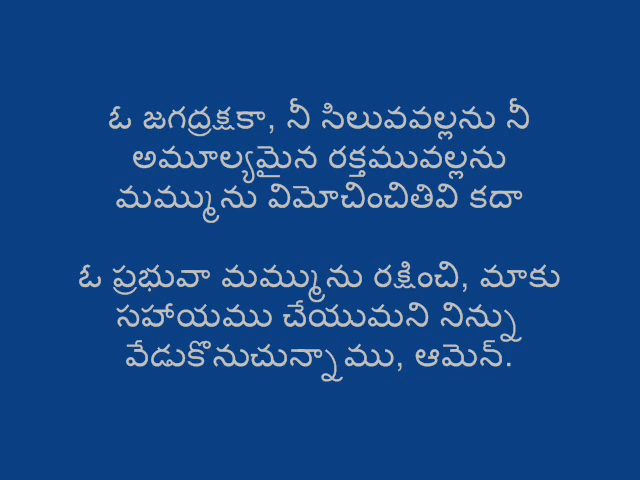 ఓ జగద్రక్షకా, నీ సిలువవల్లను నీ
అమూల్యమైన రక్తమువల్లను
మమ్మును విమోచించితివి కదా
ఓ ప్రభువా మమ్మును రక్షించి, మాకు
సహాయము చేయుమని నిన్ను
వేడుకొనుచున్నాము, ఆమెన్.